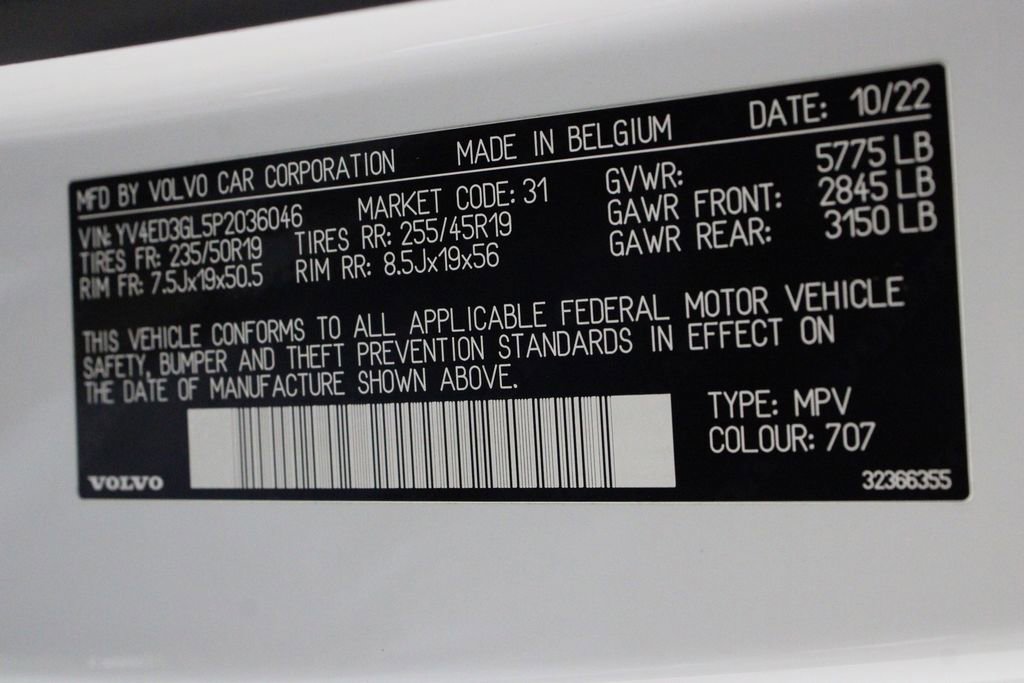 MFD BY VOLVO CAR CORPORATION MADE IN BELGIUM DATE: 10/22
VIN: YV4ED3GL5P2036046 MARKET CODE: 31 GVWR: 5775 LB
TIRES FR: 235/50R19 TIRES RR: 255/45R19 GAWR FRONT: 2845 LB
RIM FR: 7.5Jx19x50.5 RIM RR: 8.5Jx19x56 GAWR REAR: 3150 LB
THIS VEHICLE CONFORMS TO ALL APPLICABLE FEDERAL MOTOR VEHICLE
SAFETY, BUMPER AND THEFT PREVENTION STANDARDS IN EFFECT ON
THE DATE OF MANUFACTURE SHOWN ABOVE.
TYPE: MPV
COLOUR: 707
VOLVO 32366355